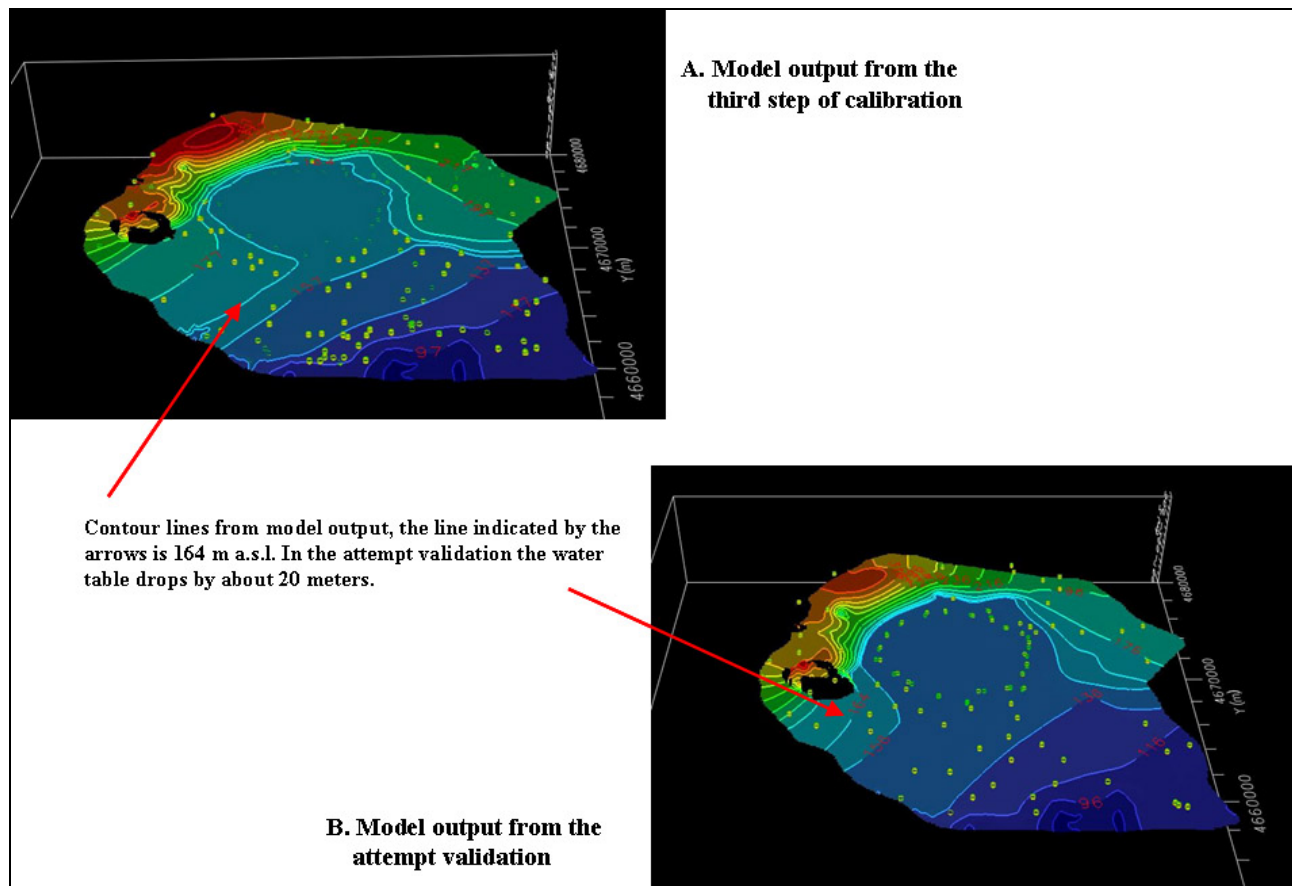 A. Model output from the
third step of calibration
4680000
4670000
Y (m)
4660000
97
Contour lines from model output, the line indicated by the
arrows is 164 m a.s.l. In the attempt validation the water
table drops by about 20 meters.
4680000
4670000
Y (m)
4660000
136
116
96
B. Model output from the
attempt validation